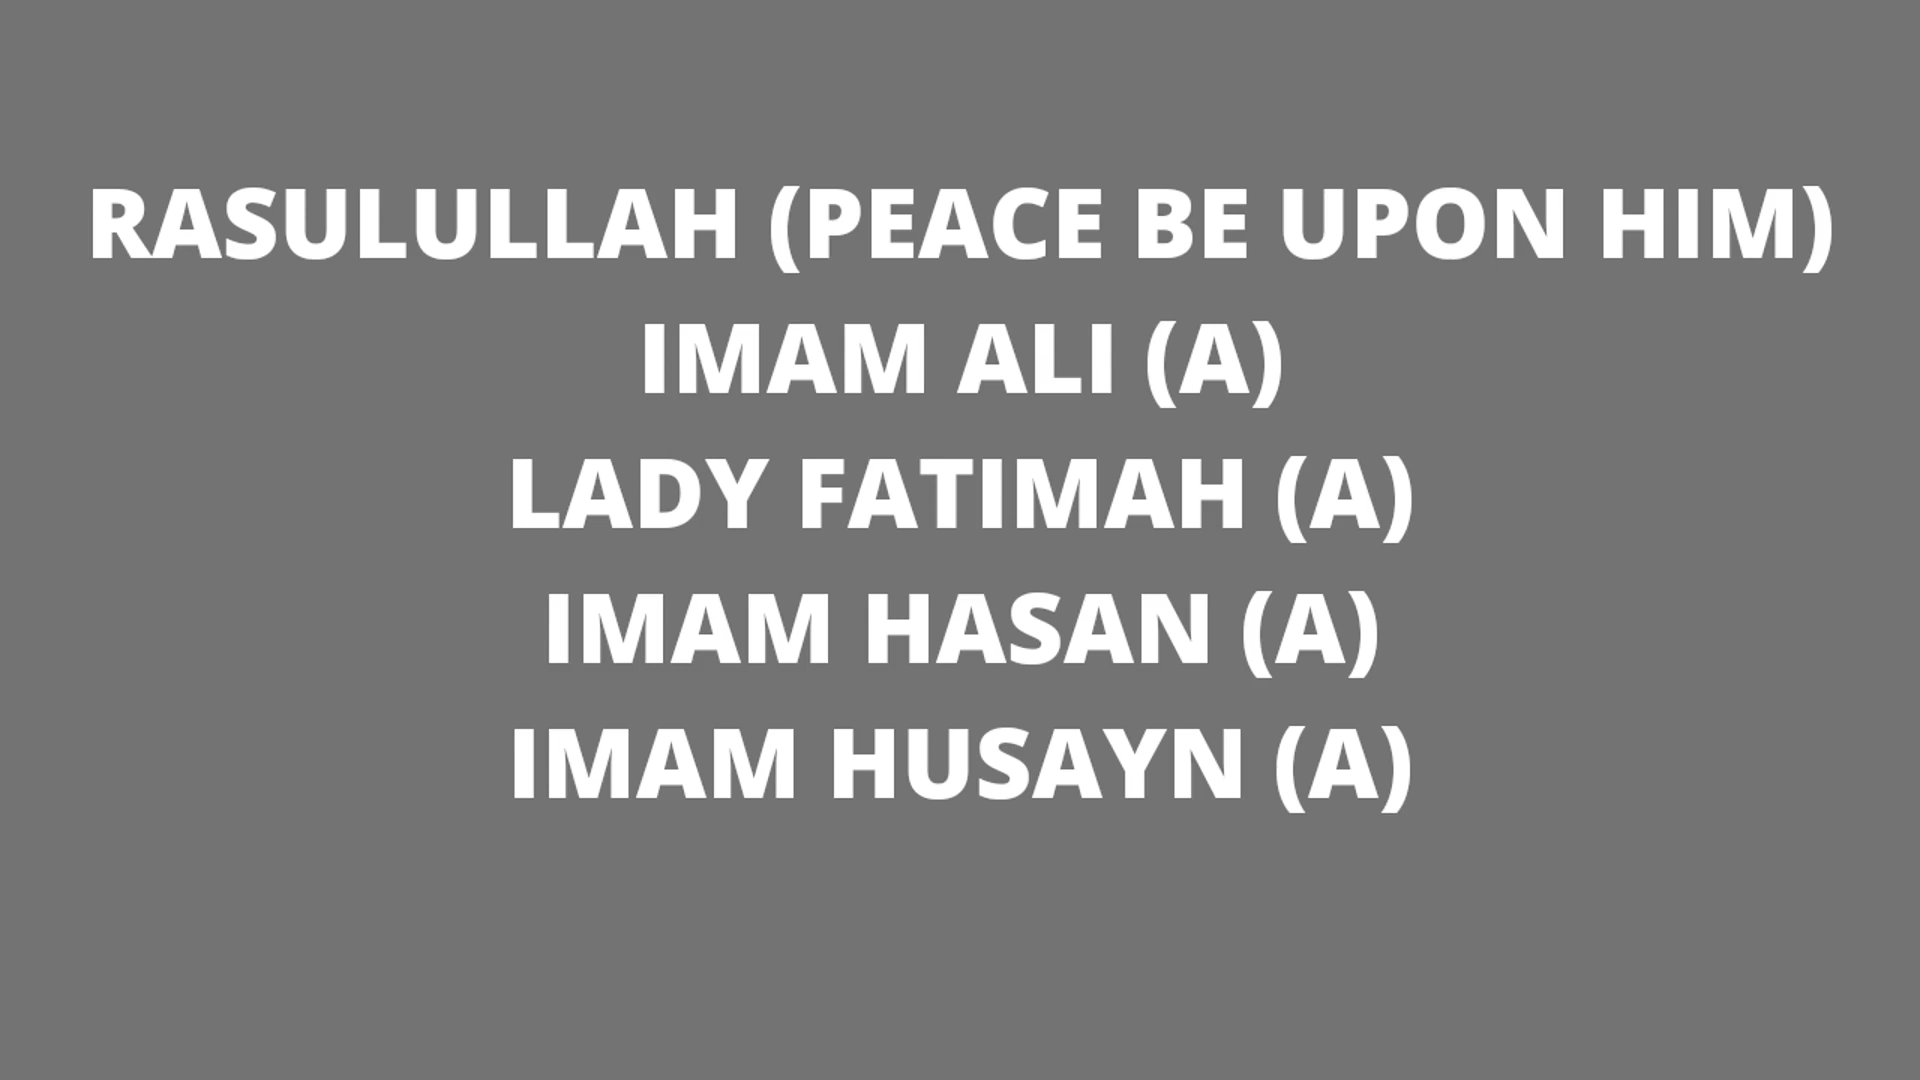 RASULULLAH (PEACE BE UPON HIM)
IMAM ALI (A)
LADY FATIMAH (A)
IMAM HASAN (A)
IMAM HUSAYN (A)